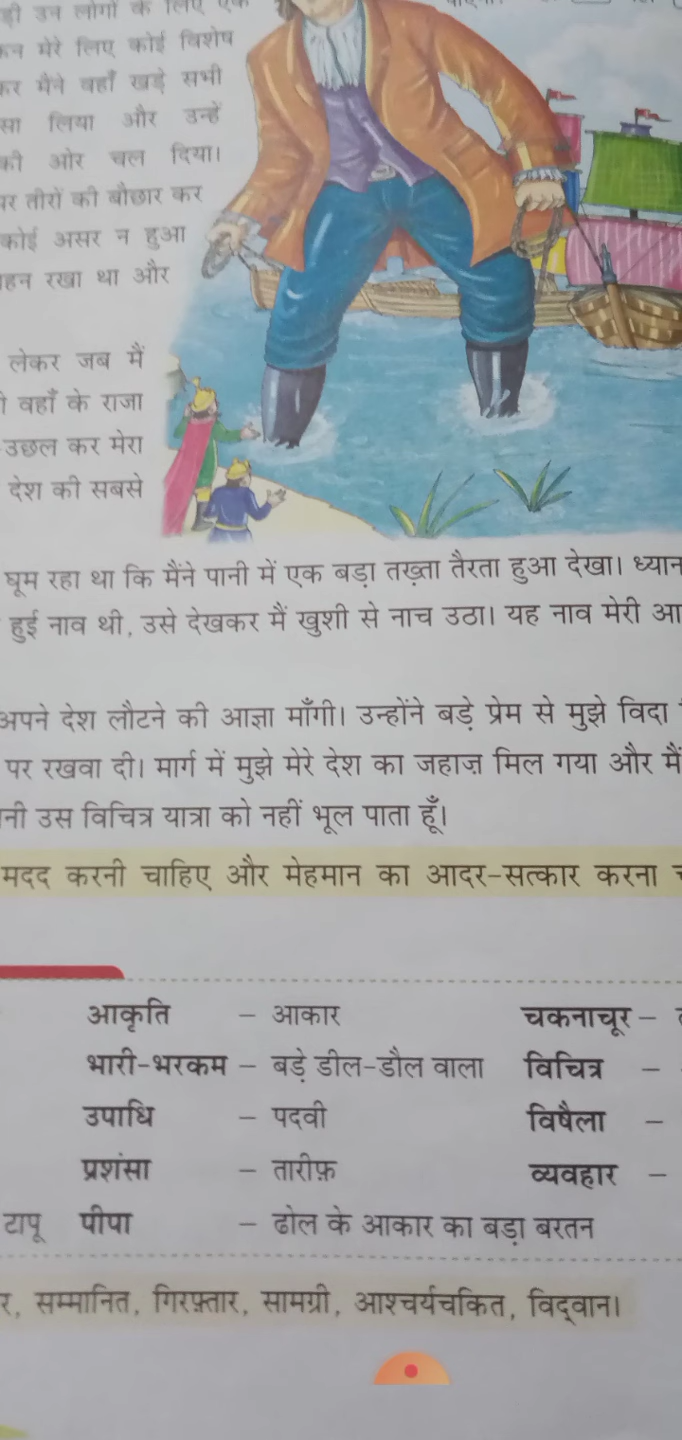 ही उन लोगों के लिए एक
मेरे लिए कोई विशेष
कर मैंने वहाँ खड़े सभी
लिया और उन्हें
की ओर चल दिया।
पर तीरों की बौछार कर
कोई असर न हुआ
रखा था और
लेकर जब मैं
वहाँ के राजा
उछल कर मेरा
देश की सबसे
घूम रहा था कि मैंने पानी में एक बड़ा तख़्ता तैरता हुआ देखा। ध्यान
हुई नाव थी, उसे देखकर मैं खुशी से नाच उठा। यह नाव मेरी आ
अपने देश लौटने की आज्ञा माँगी। उन्होंने बड़े प्रेम से मुझे विदा
पर रखवा दी। मार्ग में मुझे मेरे देश का जहाज़ मिल गया और मैं
नी उस विचित्र यात्रा को नहीं भूल पाता हूँ।
मदद करनी चाहिए और मेहमान का आदर-सत्कार करना
आकृति – आकार चकनाचूर –
भारी-भरकम – बड़े डील-डौल वाला विचित्र –
उपाधि – पदवी विषैला –
प्रशंसा – तारीफ़ व्यवहार –
टापू पीपा – ढोल के आकार का बड़ा बरतन
र, सम्मानित, गिरफ़्तार, सामग्री, आश्चर्यचकित, विद्वान।